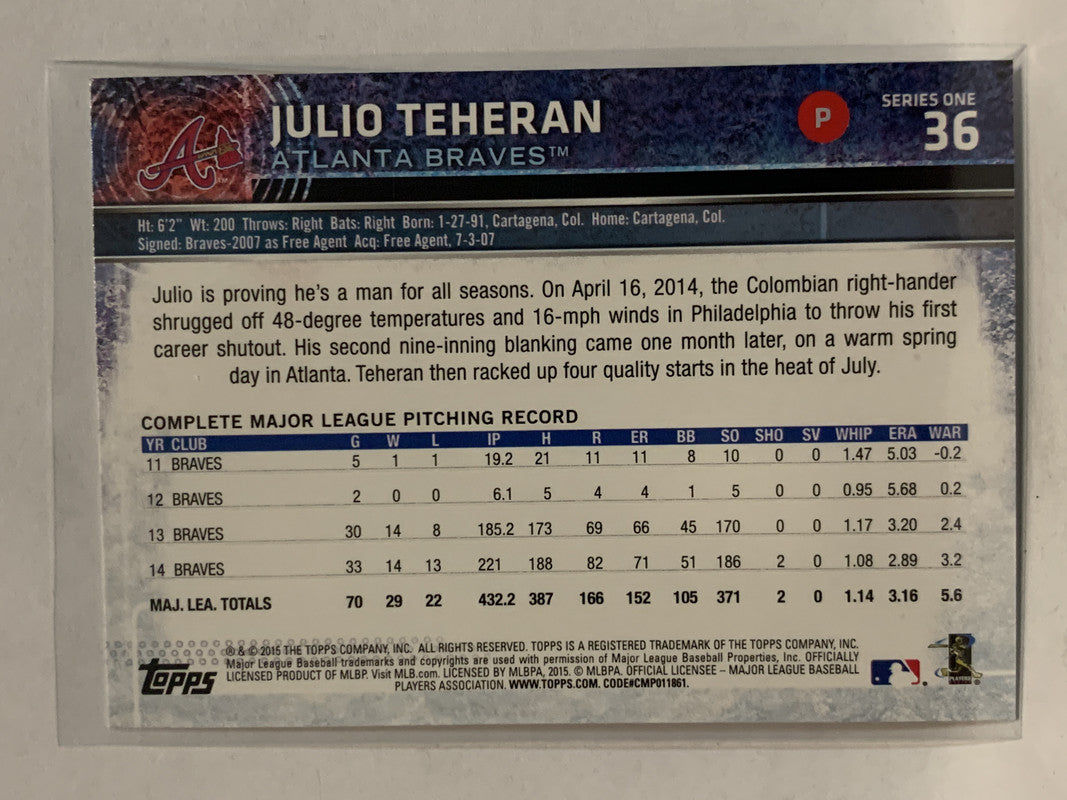 JULIO TEHERAN
ATLANTA BRAVES™
P
SERIES ONE
36
A
Ht: 6'2" Wt: 200 Throws: Right Bats: Right Born: 1-27-91, Cartagena, Col. Home: Cartagena, Col.
Signed: Braves-2007 as Free Agent Acq: Free Agent, 7-3-07
Julio is proving he's a man for all seasons. On April 16, 2014, the Colombian right-hander
shrugged off 48-degree temperatures and 16-mph winds in Philadelphia to throw his first
career shutout. His second nine-inning blanking came one month later, on a warm spring
day in Atlanta. Teheran then racked up four quality starts in the heat of July.
COMPLETE MAJOR LEAGUE PITCHING RECORD
YR CLUB G W L IP H R ER BB SO SHO SV WHIP ERA WAR
11 BRAVES 5 1 1 19.2 21 11 11 8 10 0 0 1.47 5.03 -0.2
12 BRAVES 2 0 0 6.1 5 4 4 1 5 0 0 0.95 5.68 0.2
13 BRAVES 30 14 8 185.2 173 69 66 45 170 0 0 1.17 3.20 2.4
14 BRAVES 33 14 13 221 188 82 71 51 186 2 0 1.08 2.89 3.2
MAJ. LEA. TOTALS 70 29 22 432.2 387 166 152 105 371 2 0 1.14 3.16 5.6
topps
® & © 2015 THE TOPPS COMPANY, INC. ALL RIGHTS RESERVED. TOPPS IS A REGISTERED TRADEMARK OF THE TOPPS COMPANY, INC.
Major League Baseball trademarks and copyrights are used with permission of Major League Baseball Properties, Inc. OFFICIALLY
LICENSED PRODUCT OF MLBP. Visit MLB.com. LICENSED BY MLBPA, 2015. © MLBPA. OFFICIAL LICENSEE – MAJOR LEAGUE BASEBALL
PLAYERS ASSOCIATION. WWW.TOPPS.COM. CODE#CMP011861.